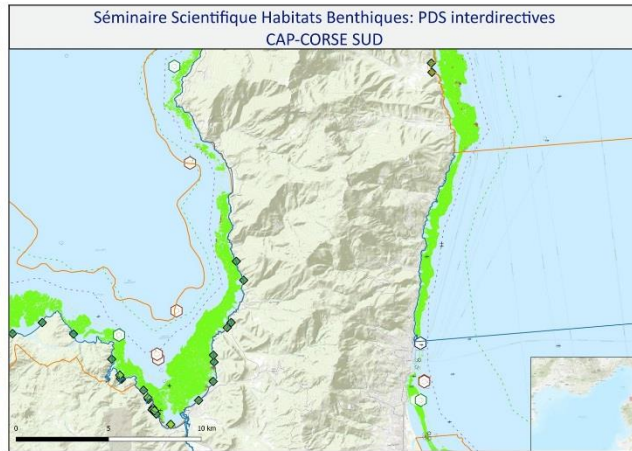 Séminaire Scientifique Habitats Benthiques: PDS interdirectives
CAP-CORSE SUD
0 5 10 km